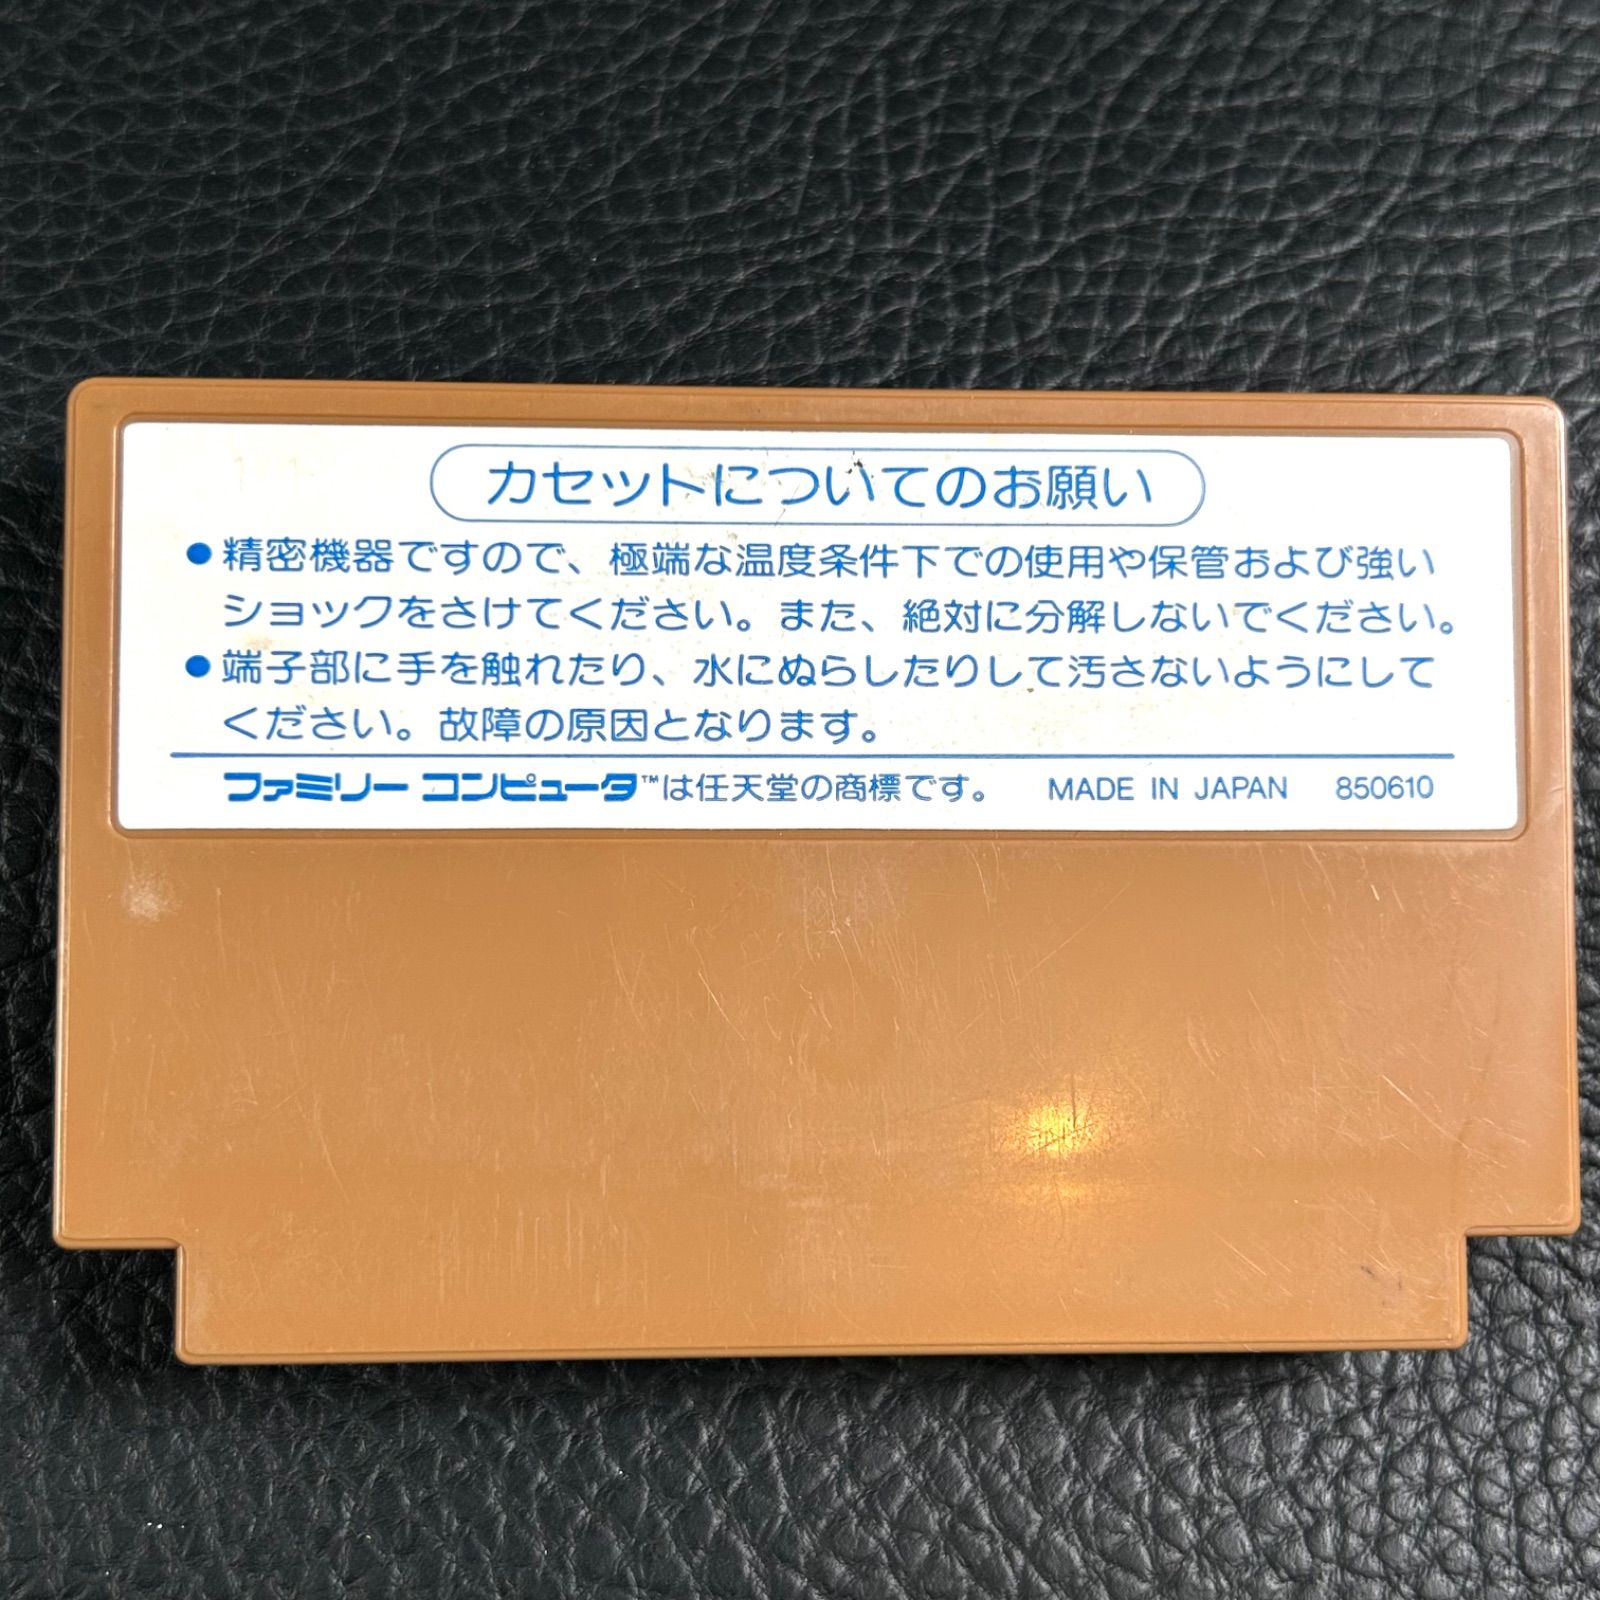 カセットについてのお願い
●精密機器ですので、極端な温度条件下での使用や保管および強い
ショックをさけてください。また、絶対に分解しないでください。
●端子部に手を触れたり、水にぬらしたりして汚さないようにして
ください。故障の原因となります。
ファミリー コンピュータ™は任天堂の商標です。 MADE IN JAPAN 850610